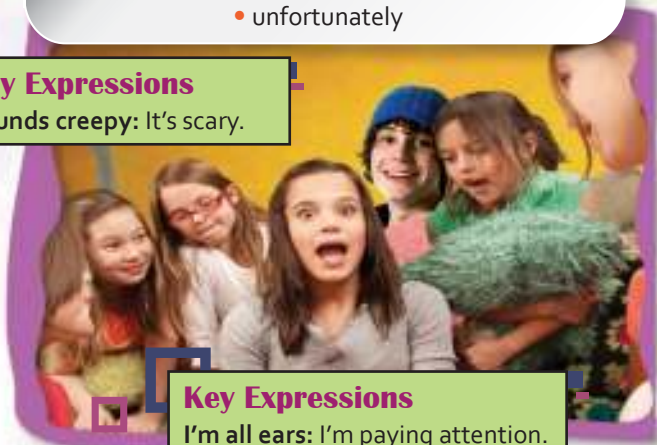 • unfortunately
y Expressions
unds creepy: It's scary.
Key Expressions
I'm all ears: I'm paying attention.